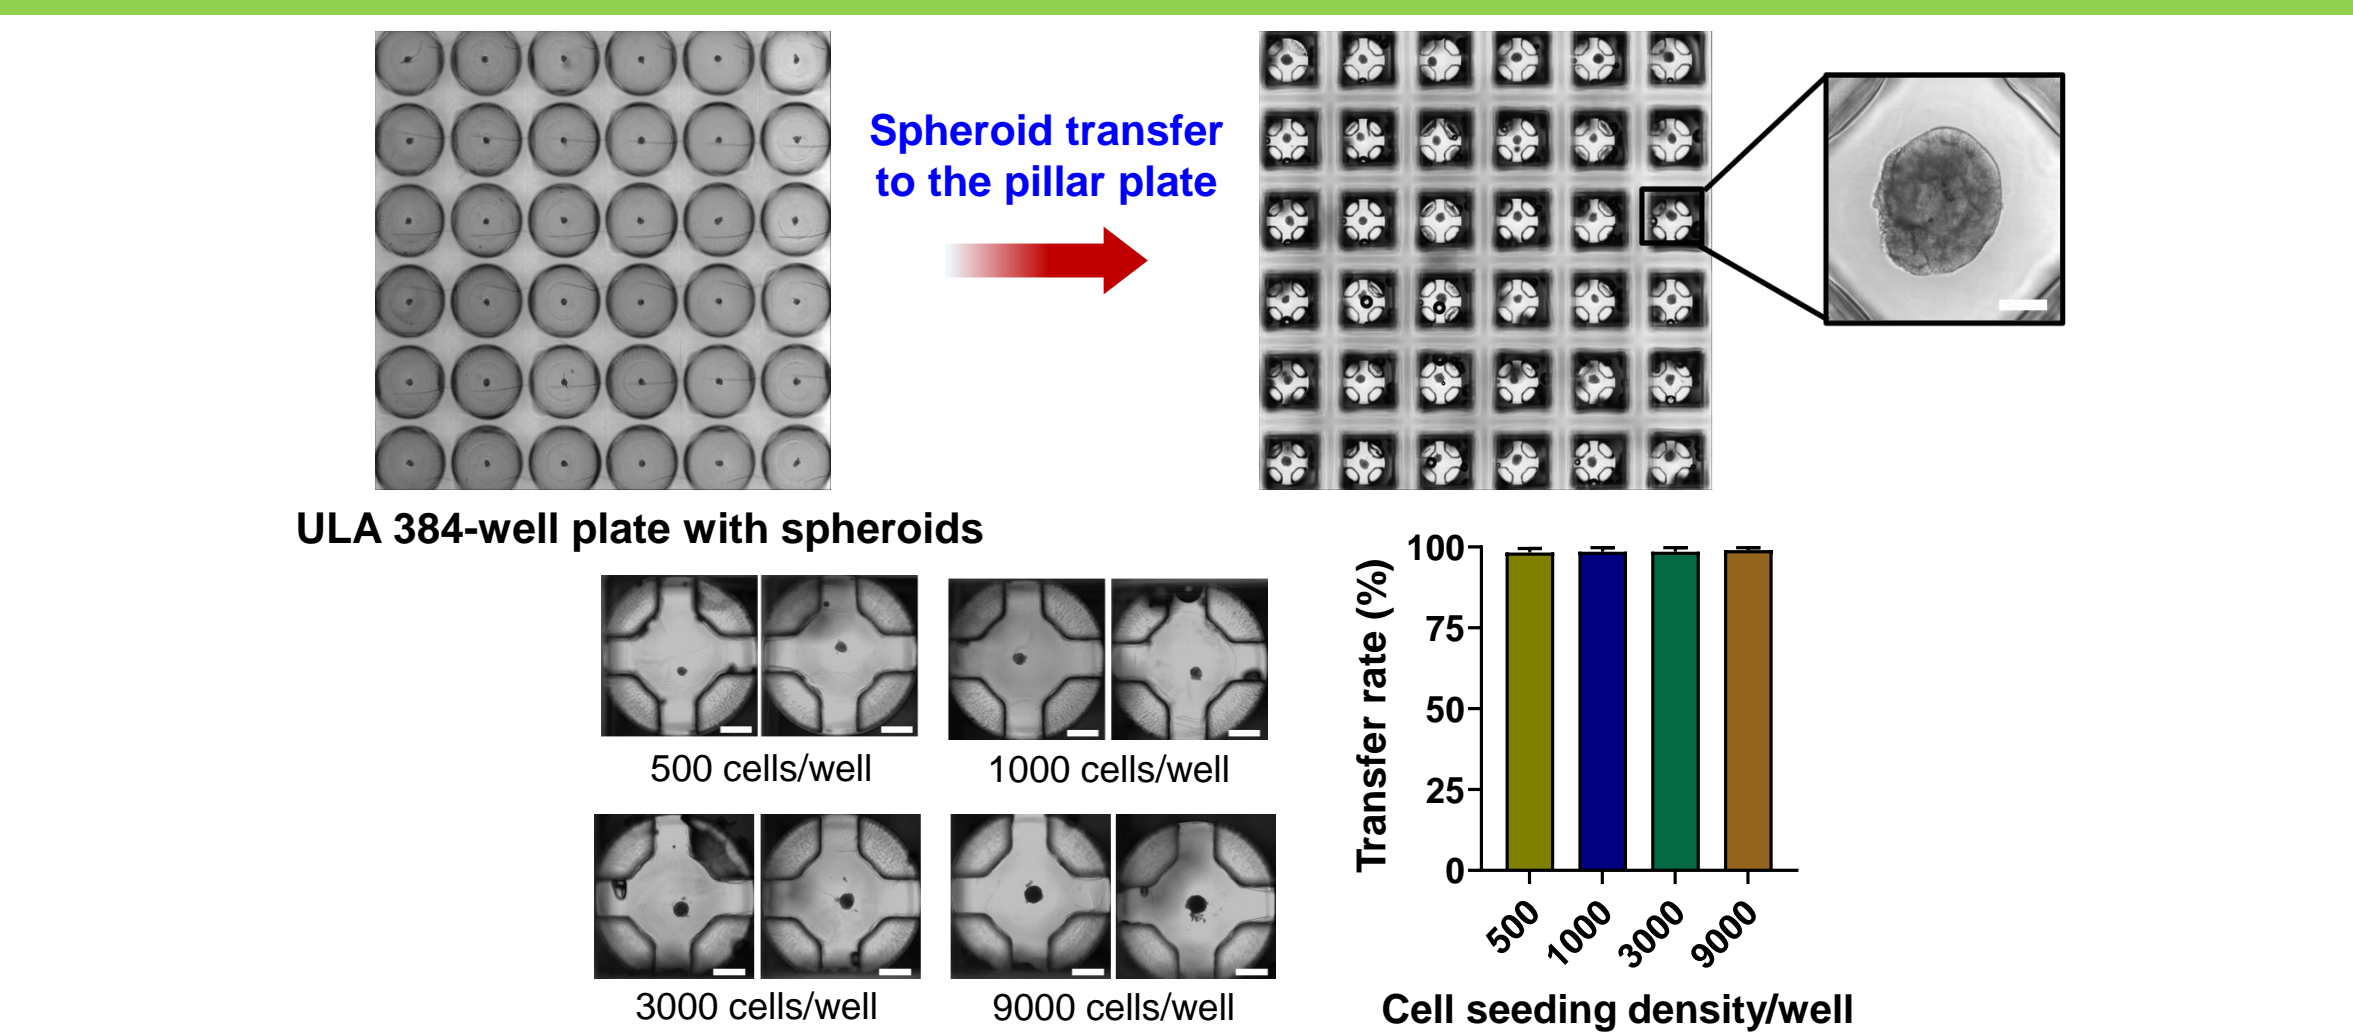 Spheroid transfer
to the pillar plate
ULA 384-well plate with spheroids
500 cells/well
1000 cells/well
3000 cells/well
9000 cells/well
Transfer rate (%)
100
75
50
25
0
500
1000
3000
9000
Cell seeding density/well